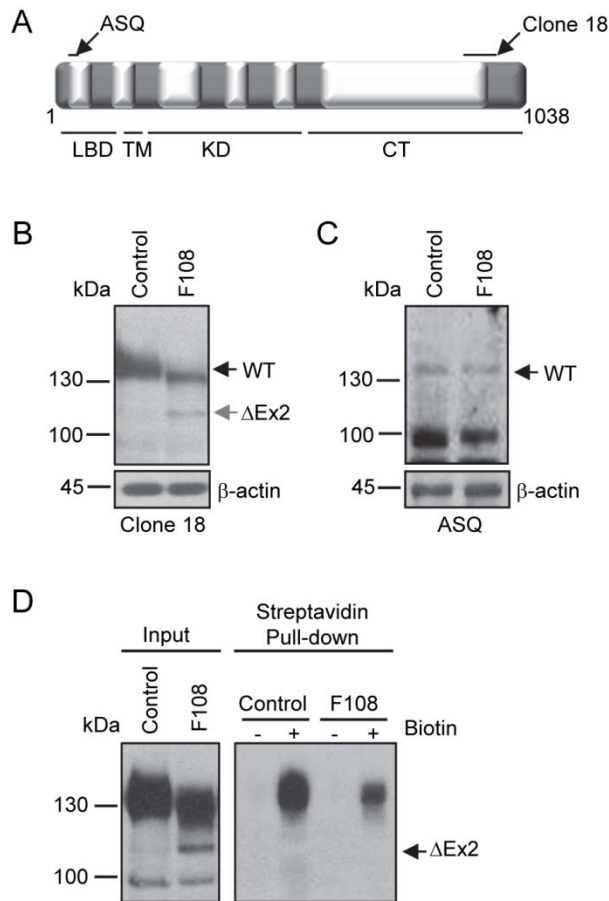 A
ASQ
Clone 18
1
1038
LBD TM KD CT
B
Control
F108
kDa
130
100
45
WT
ΔEx2
β-actin
Clone 18
C
Control
F108
kDa
130
100
45
WT
β-actin
ASQ
D
Input
Streptavidin
Pull-down
Control
F108
Control F108
kDa
- + - + Biotin
130
100
ΔEx2